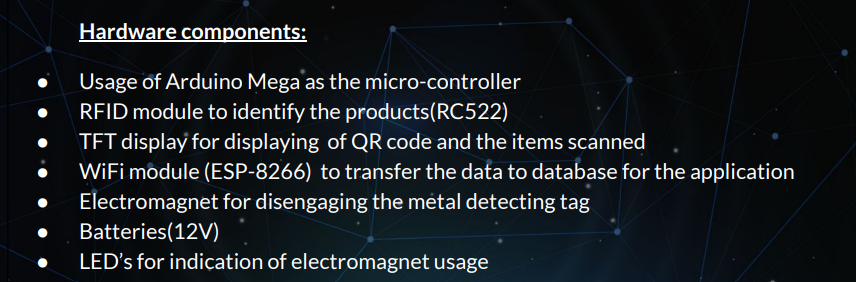 Hardware components:
● Usage of Arduino Mega as the micro-controller
● RFID module to identify the products(RC522)
● TFT display for displaying  of QR code and the items scanned
● WiFi module (ESP-8266)  to transfer the data to database for the application
● Electromagnet for disengaging the metal detecting tag
● Batteries(12V)
● LED’s for indication of electromagnet usage